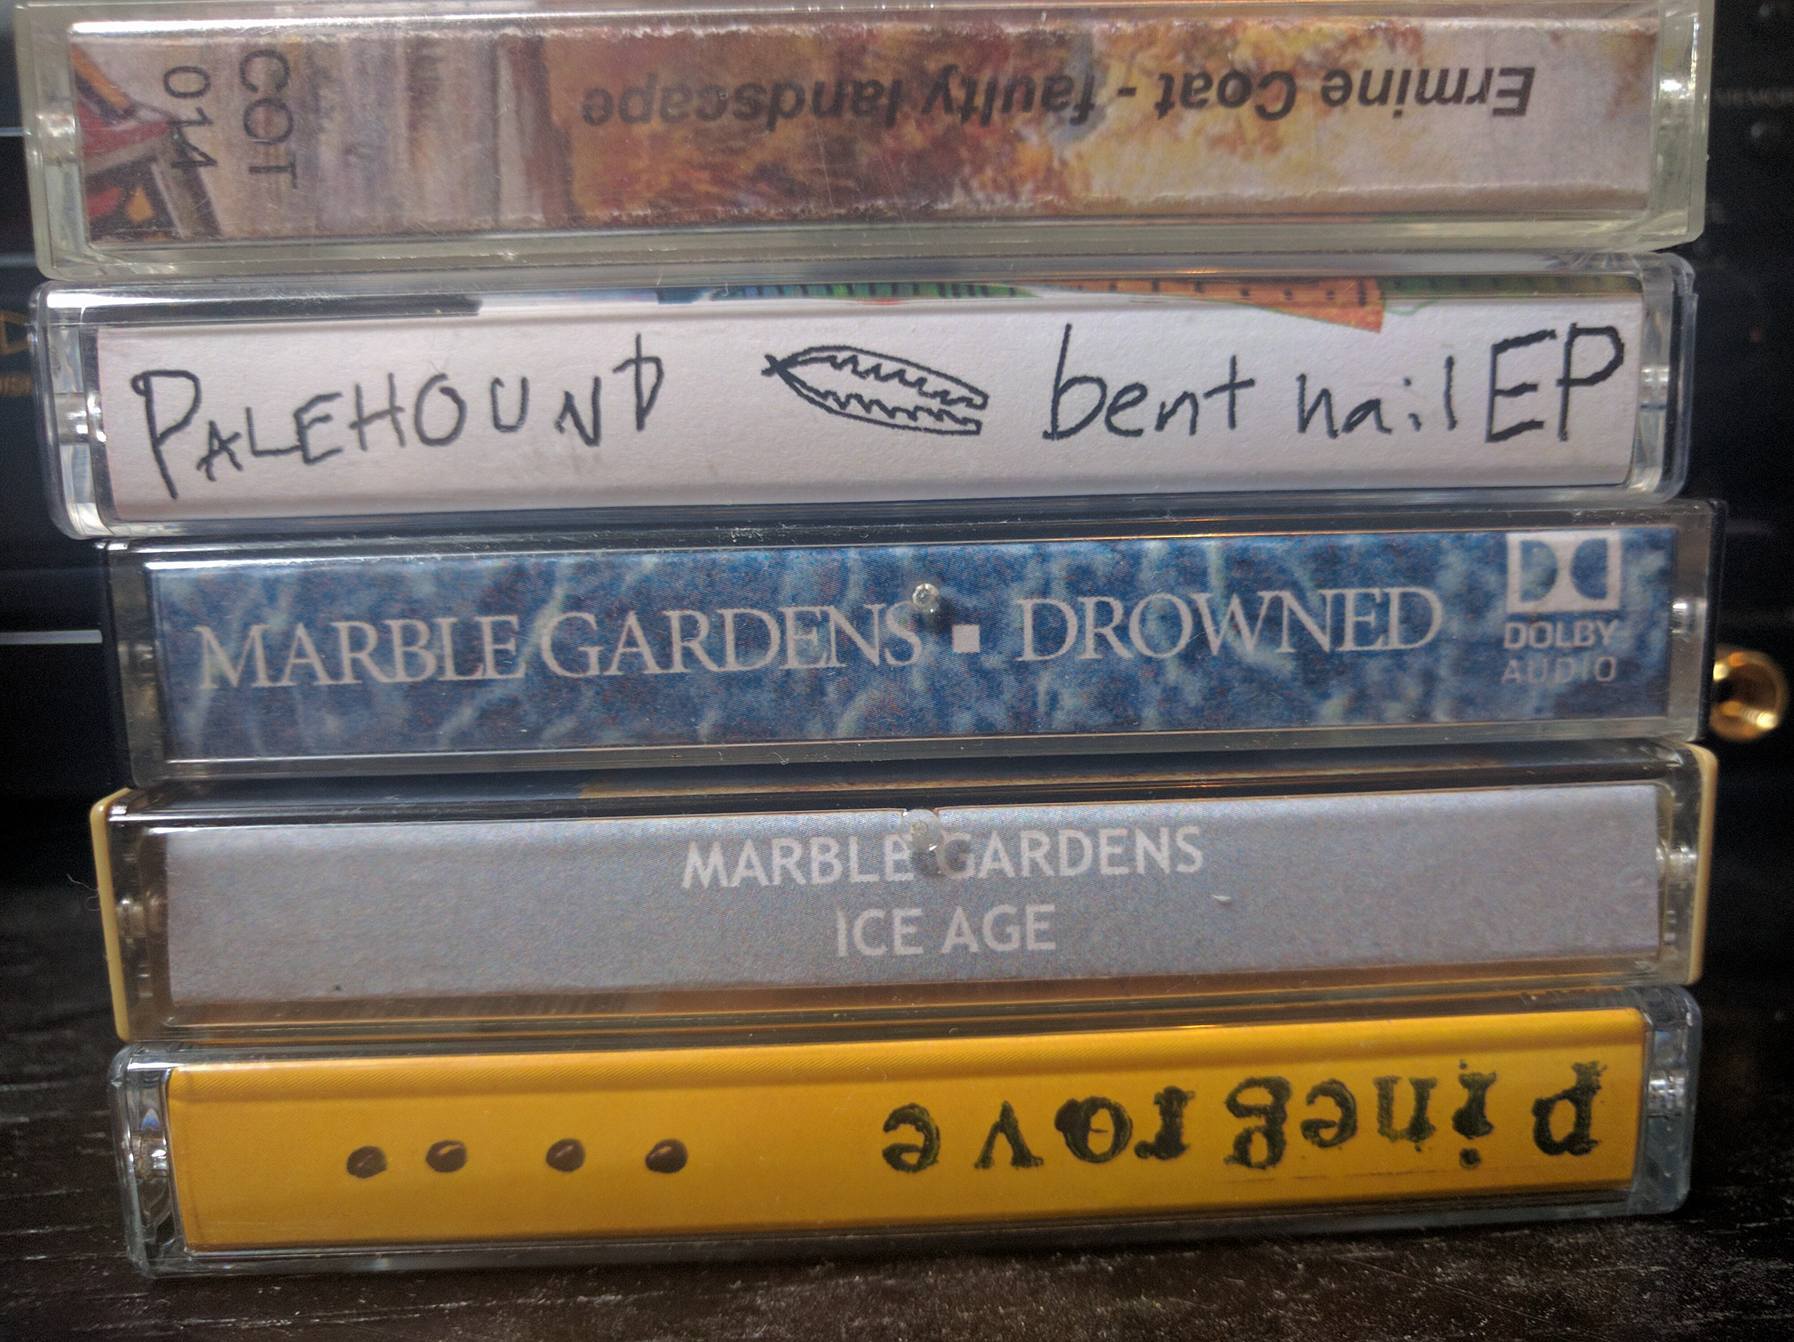 Ermine Coat - faulty landscape
COT
014
PALEHOUND bent nail EP
MARBLE GARDENS ▪ DROWNED
DOLBY
AUDIO
MARBLE GARDENS
ICE AGE
pinegrove